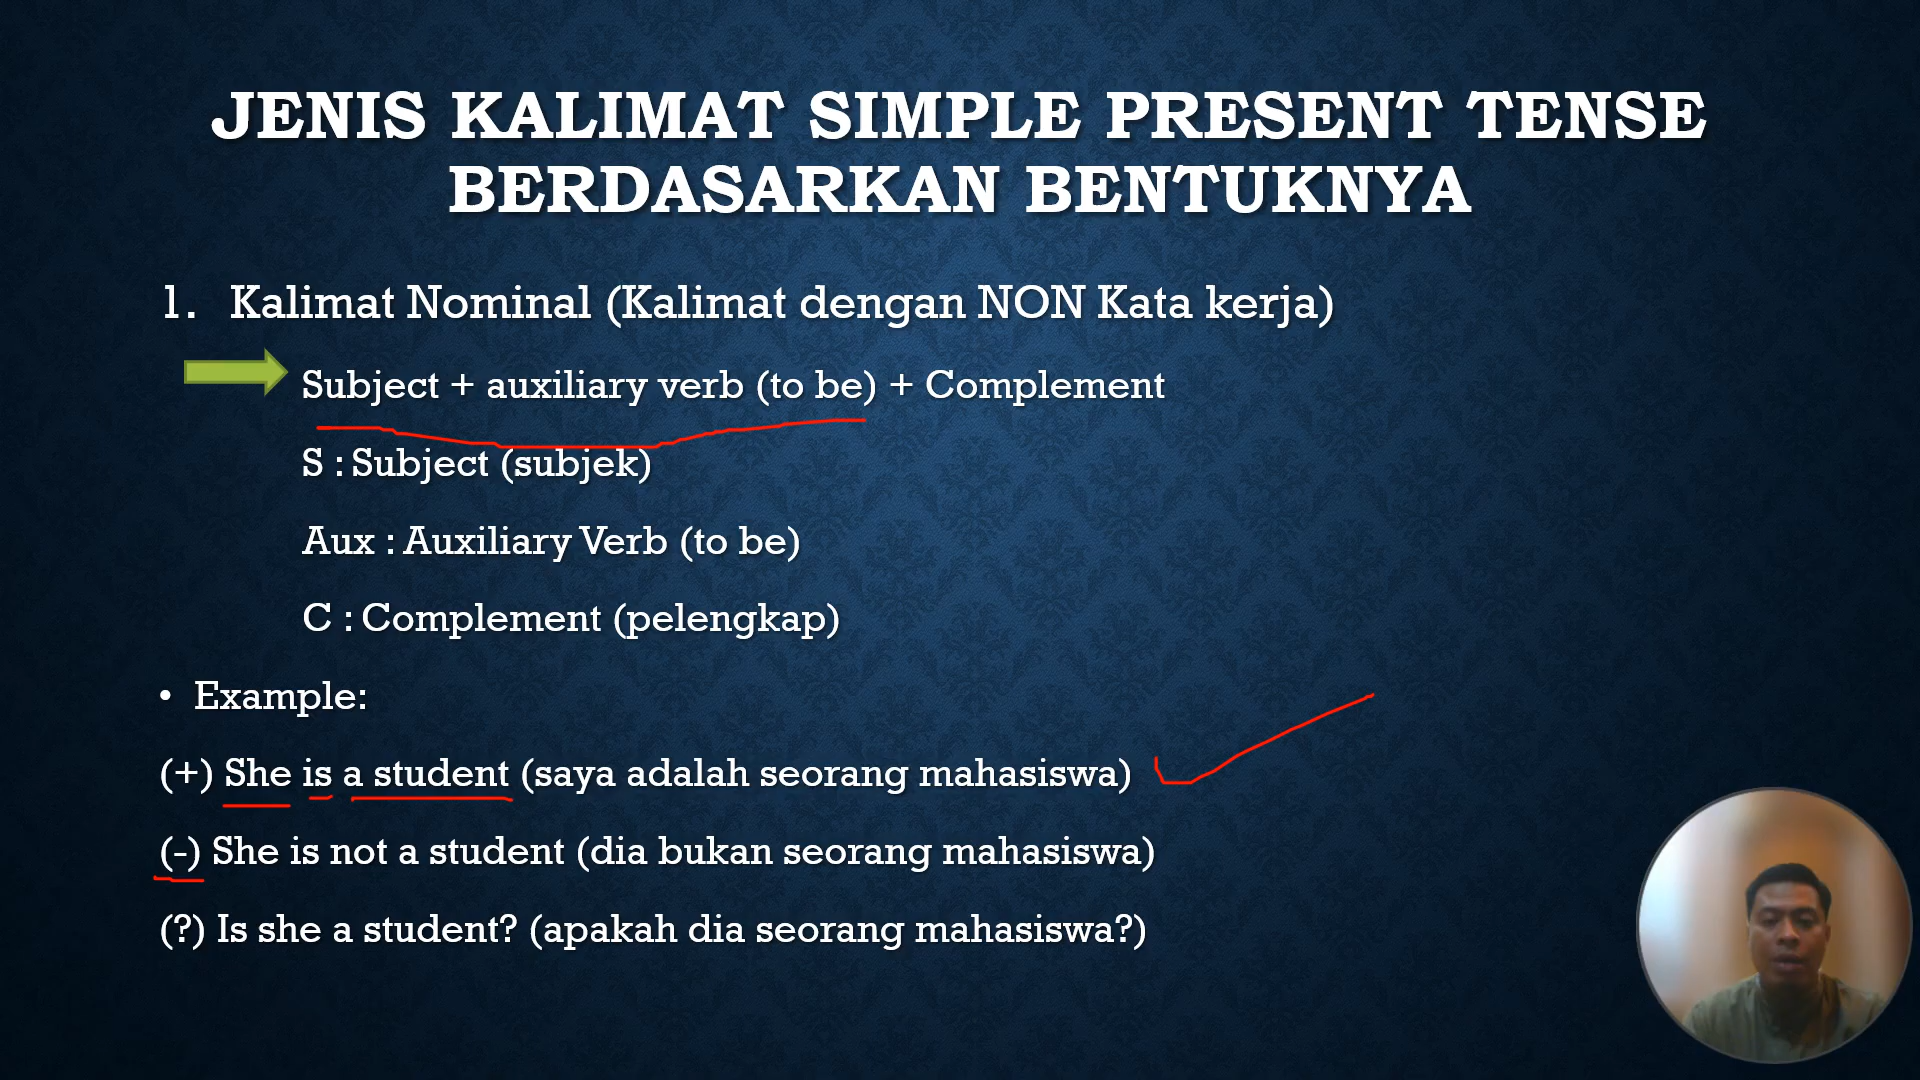 JENIS KALIMAT SIMPLE PRESENT TENSE
BERDASARKAN BENTUKNYA
1. Kalimat Nominal (Kalimat dengan NON Kata kerja)
Subject + auxiliary verb (to be) + Complement
S : Subject (subjek)
Aux : Auxiliary Verb (to be)
C : Complement (pelengkap)
• Example:
(+) She is a student (saya adalah seorang mahasiswa)
(-) She is not a student (dia bukan seorang mahasiswa)
(?) Is she a student? (apakah dia seorang mahasiswa?)